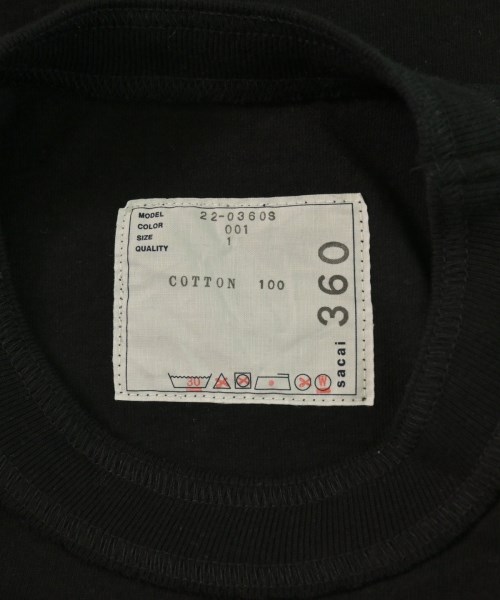 MODEL 22-0360S
COLOR 001
SIZE 1
QUALITY
COTTON 100
30
W
sacai 360